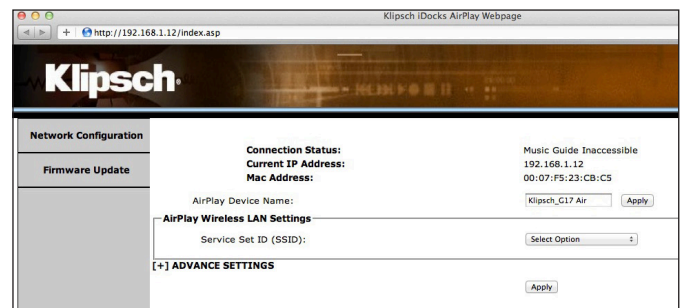 Klipsch iDocks AirPlay Webpage
http://192.168.1.12/index.asp
Klipsch
Network Configuration
Firmware Update
Connection Status: Music Guide Inaccessible
Current IP Address: 192.168.1.12
Mac Address: 00:07:F5:23:CB:C5
AirPlay Device Name: Klipsch_G17 Air Apply
AirPlay Wireless LAN Settings
Service Set ID (SSID): Select Option
[+] ADVANCE SETTINGS
Apply